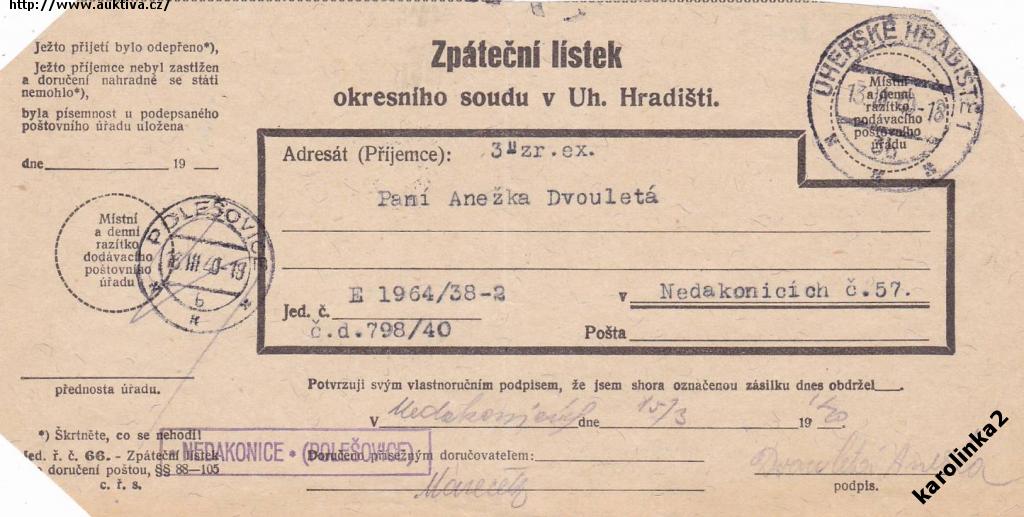 http://www.auktiva.cz/
Ježto přijetí bylo odepřeno*),
Ježto příjemce nebyl zastižen
a doručení náhradně se státi
nemohlo*),
byla písemnost u podepsaného
poštovního úřadu uložena
dne 19
Zpáteční lístek
okresního soudu v Uh. Hradišti.
UHERSKÉ HRADIŠTĚ 1
Místní
a denní
razítko
podávacího
poštovního
úřadu
Adresát (Příjemce): 3 zr.ex.
Paní Anežka Dvouletá
E 1964/38-2 v Nedakonicích č.57.
Jed. č.
č.d.798/40 Pošta
Místní
a denní
razítko
dodávacího
poštovního
úřadu
POLEŠOVICE
b
přednosta úřadu.
Potvrzuji svým vlastnoručním podpisem, že jsem shora označenou zásilku dnes obdržel
V Nedakonicích dne 15/3 19 40
*) Škrtněte, co se nehodí
Jed. ř. č. 66. - Zpáteční lístek
doručení poštou, §§ 88—105
c. ř. s.
NEDAKONICE • (POLEŠOVICE)
Doručeno přísežným doručovatelem:
Dvouletá Anežka
podpis.
karolinka2